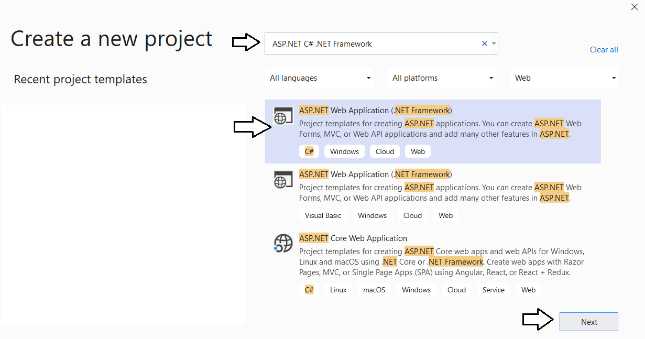 Create a new project
ASP.NET C# .NET Framework
Clear all
Recent project templates
All languages
All platforms
Web
ASP.NET Web Application (.NET Framework)
Project templates for creating ASP.NET applications. You can create ASP.NET Web
Forms, MVC, or Web API applications and add many other features in ASP.NET.
C# Windows Cloud Web
ASP.NET Web Application (.NET Framework)
Project templates for creating ASP.NET applications. You can create ASP.NET Web
Forms, MVC, or Web API applications and add many other features in ASP.NET.
Visual Basic Windows Cloud Web
ASP.NET Core Web Application
Project templates for creating ASP.NET Core web apps and web APIs for Windows,
Linux and macOS using .NET Core or .NET Framework. Create web apps with Razor
Pages, MVC, or Single Page Apps (SPA) using Angular, React, or React + Redux.
C# Linux macOS Windows Cloud Service Web
Next